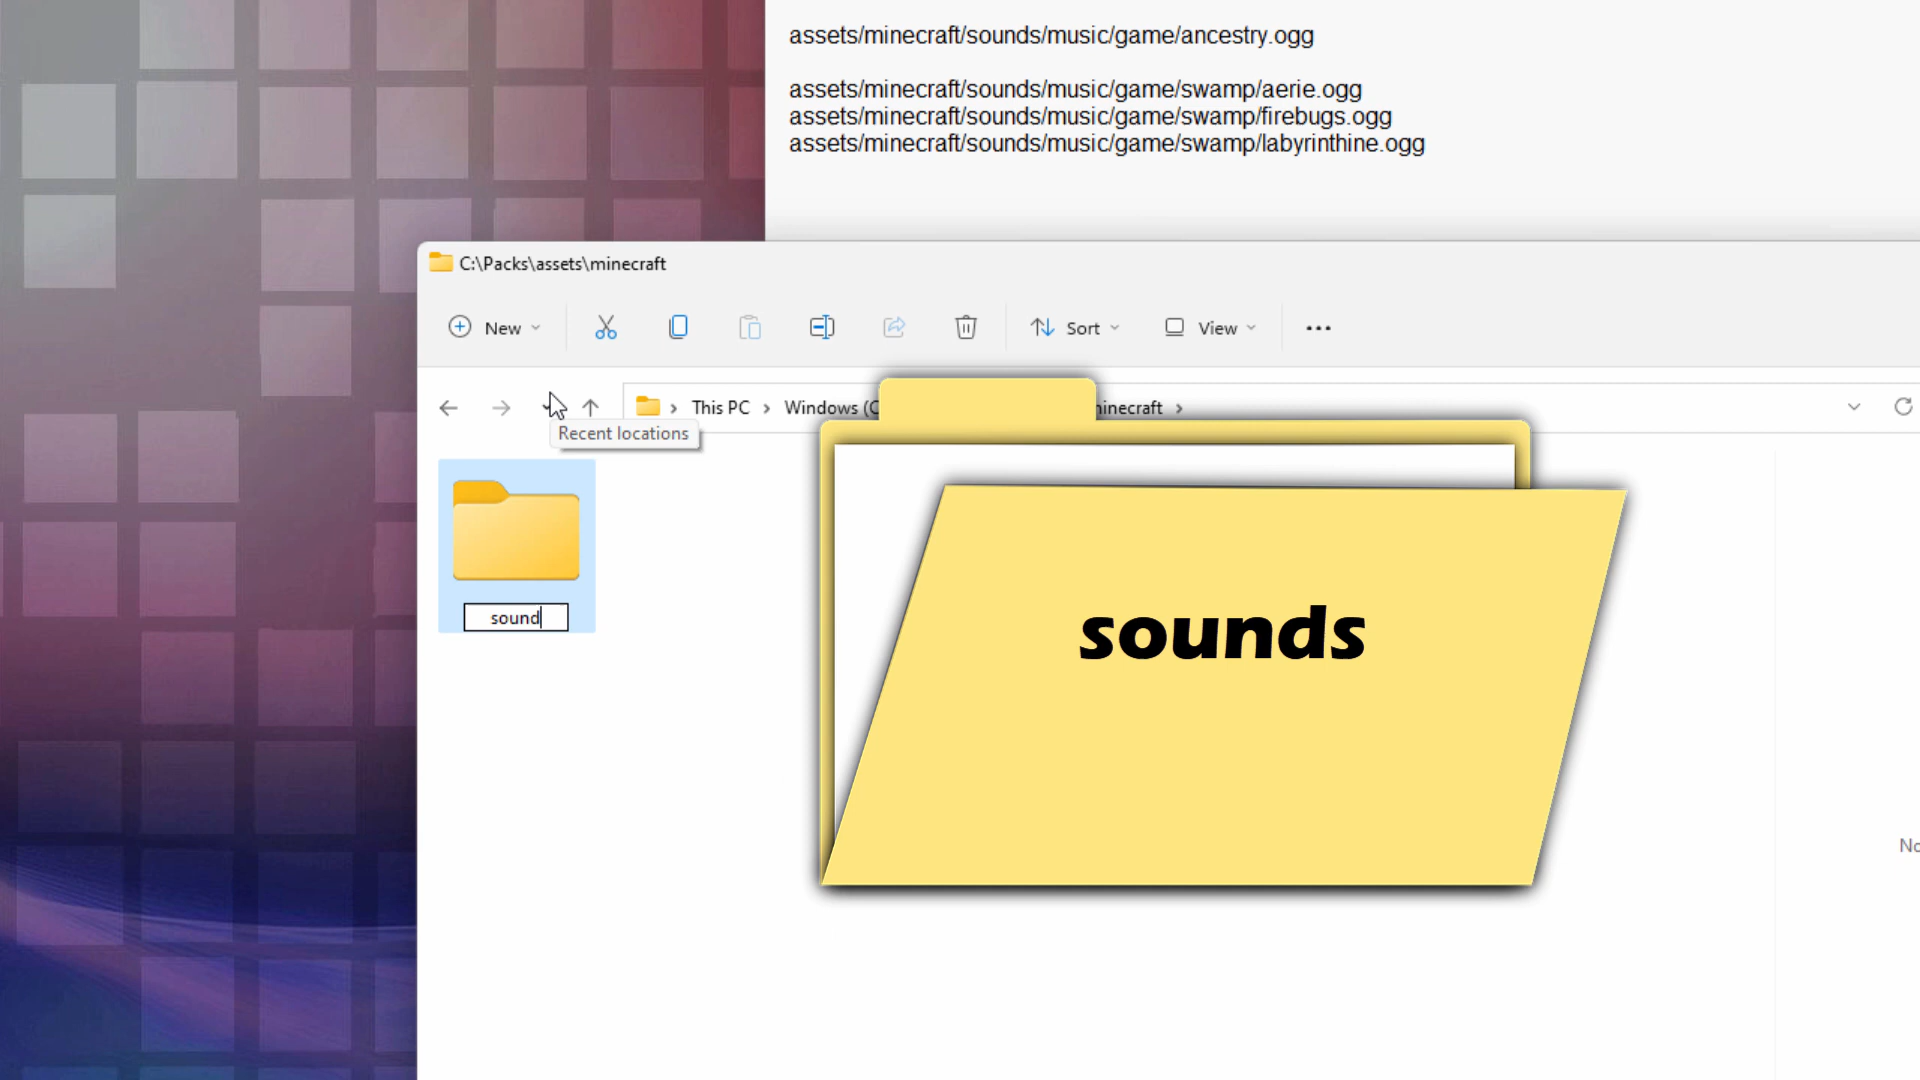 assets/minecraft/sounds/music/game/ancestry.ogg
assets/minecraft/sounds/music/game/swamp/aerie.ogg
assets/minecraft/sounds/music/game/swamp/firebugs.ogg
assets/minecraft/sounds/music/game/swamp/labyrinthine.ogg
C:\Packs\assets\minecraft
New Sort View
This PC Windows (C minecraft
Recent locations
sound
sounds